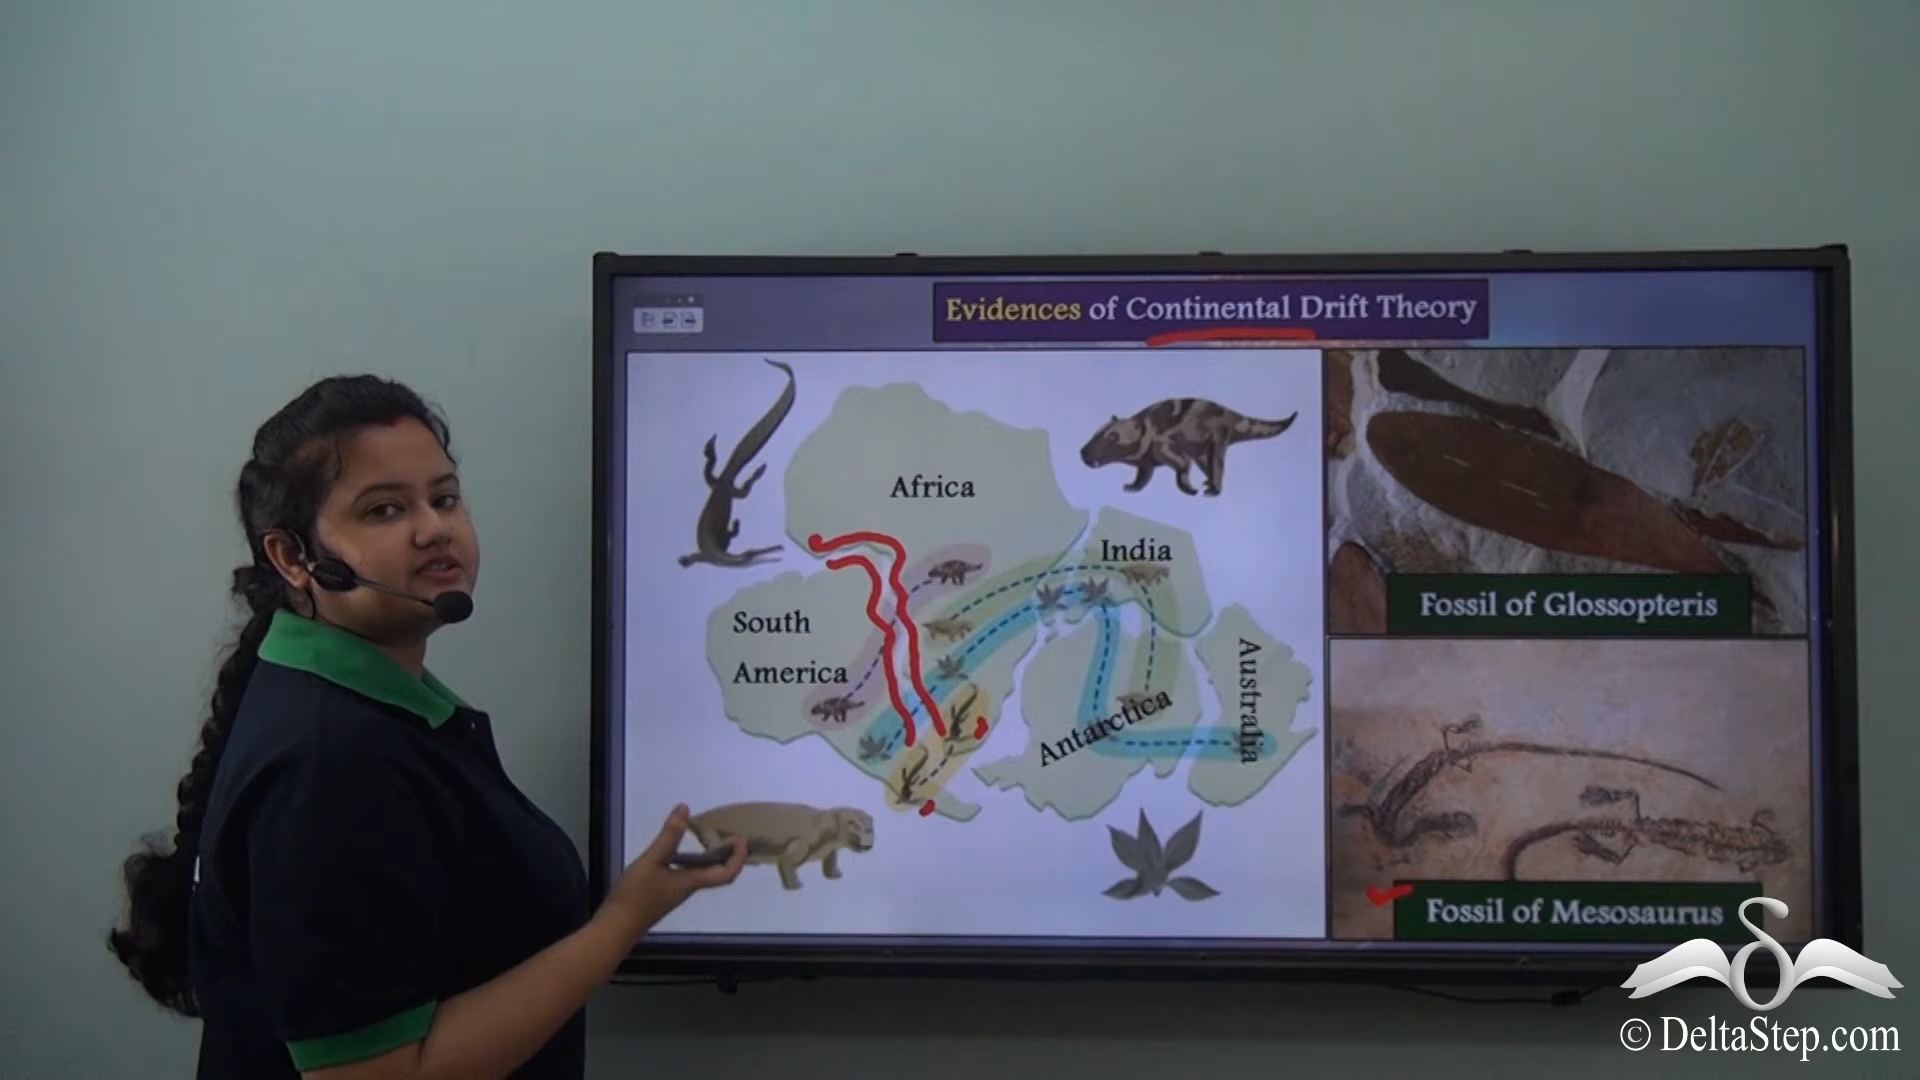 Evidences of Continental Drift Theory
Africa
India
South
America
Antarctica
Australia
Fossil of Glossopteris
Fossil of Mesosaurus
© DeltaStep.com